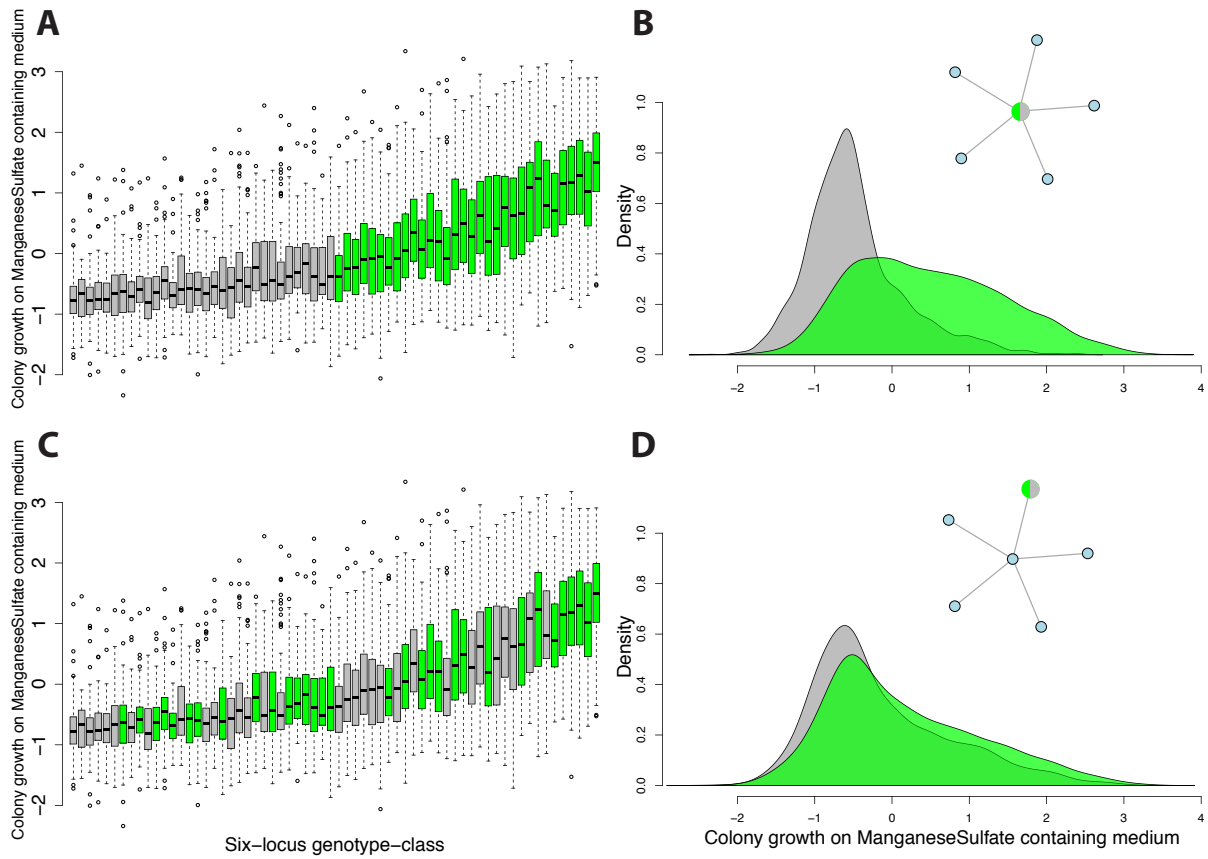 A
Colony growth on ManganeseSulfate containing medium
3
2
1
0
−1
−2
B
Density
1.0
0.8
0.6
0.4
0.2
0.0
−2 −1 0 1 2 3 4
C
Colony growth on ManganeseSulfate containing medium
3
2
1
0
−1
−2
Six−locus genotype−class
D
Density
1.0
0.8
0.6
0.4
0.2
0.0
−2 −1 0 1 2 3 4
Colony growth on ManganeseSulfate containing medium